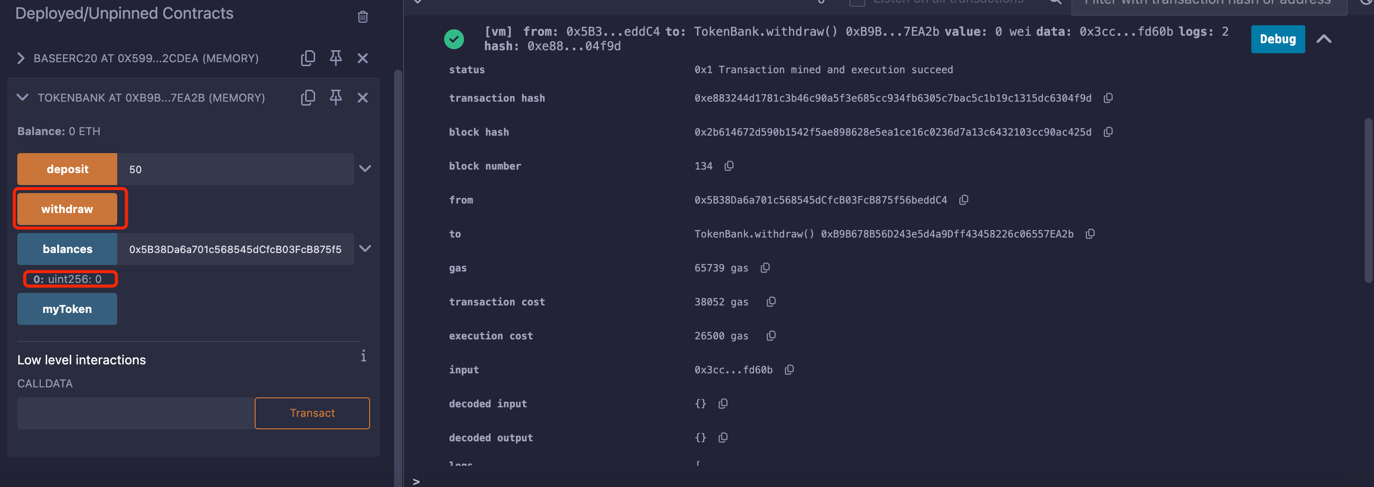 Deployed/Unpinned Contracts
BASEERC20 AT 0X599...2CDEA (MEMORY)
TOKENBANK AT 0XB9B...7EA2B (MEMORY)
Balance: 0 ETH
deposit 50
withdraw
balances 0x5B38Da6a701c568545dCfcB03FcB875f5
0: uint256: 0
myToken
Low level interactions
i
CALLDATA
Transact
0 Listen on all transactions Filter with transaction hash or address
[vm] from: 0x5B3...eddC4 to: TokenBank.withdraw() 0xB9B...7EA2b value: 0 wei data: 0x3cc...fd60b logs: 2
hash: 0xe88...04f9d
Debug
status 0x1 Transaction mined and execution succeed
transaction hash 0xe883244d1781c3b46c90a5f3e685cc934fb6305c7bac5c1b19c1315dc6304f9d
block hash 0x2b614672d590b1542f5ae898628e5ea1ce16c0236d7a13c6432103cc90ac425d
block number 134
from 0x5B38Da6a701c568545dCfcB03FcB875f56beddC4
to TokenBank.withdraw() 0xB9B678B56D243e5d4a9Dff43458226c06557EA2b
gas 65739 gas
transaction cost 38052 gas
execution cost 26500 gas
input 0x3cc...fd60b
decoded input {}
decoded output {}
logs [
>